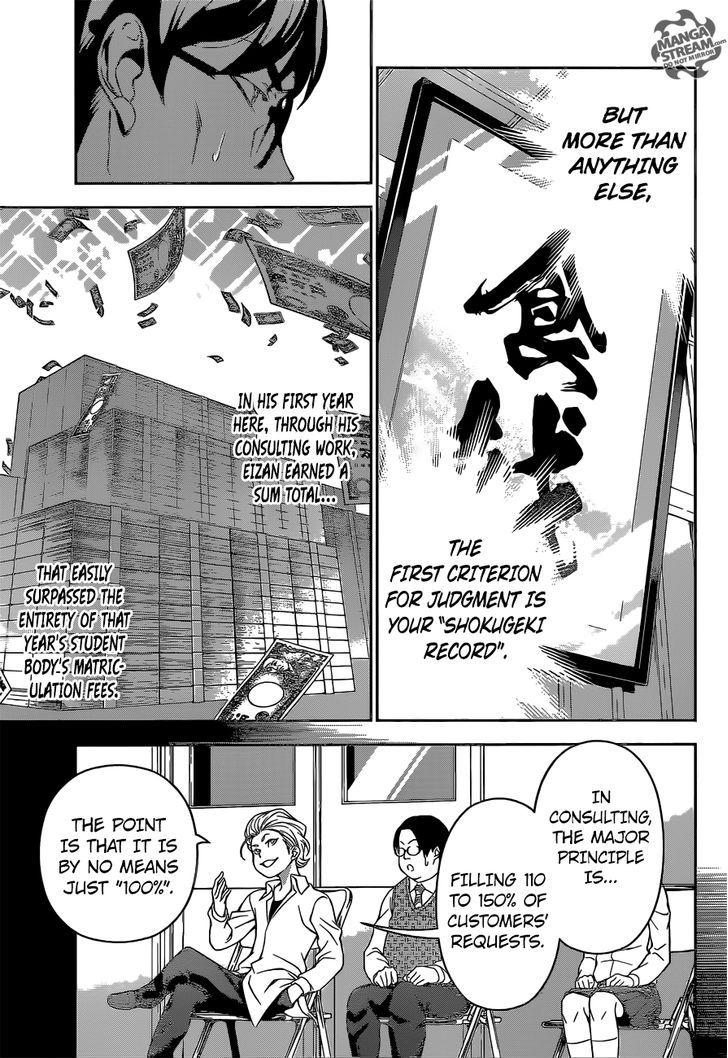 MANGA
STREAM.com
DO NOT MIRROR!
BUT
MORE THAN
ANYTHING
ELSE,
食
戟
THE
FIRST CRITERION
FOR JUDGMENT IS
YOUR "SHOKUGEKI
RECORD".
IN HIS FIRST YEAR
HERE, THROUGH HIS
CONSULTING WORK,
EIZAN EARNED A
SUM TOTAL...
THAT EASILY
SURPASSED THE
ENTIRETY OF THAT
YEAR'S STUDENT
BODY'S MATRIC-
ULATION FEES.
IN
CONSULTING,
THE MAJOR
PRINCIPLE
IS...
FILLING 110
TO 150% OF
CUSTOMERS'
REQUESTS.
THE POINT
IS THAT IT IS
BY NO MEANS
JUST "100%".